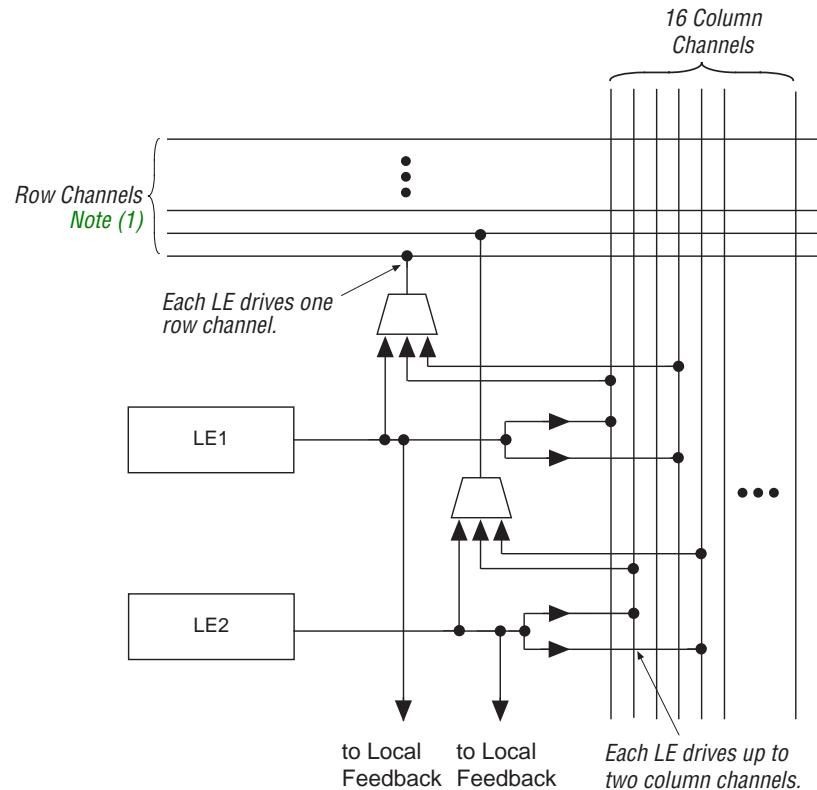 16 Column
Channels
Row Channels
Note (1)
Each LE drives one
row channel.
LE1
LE2
to Local
Feedback
to Local
Feedback
Each LE drives up to
two column channels.